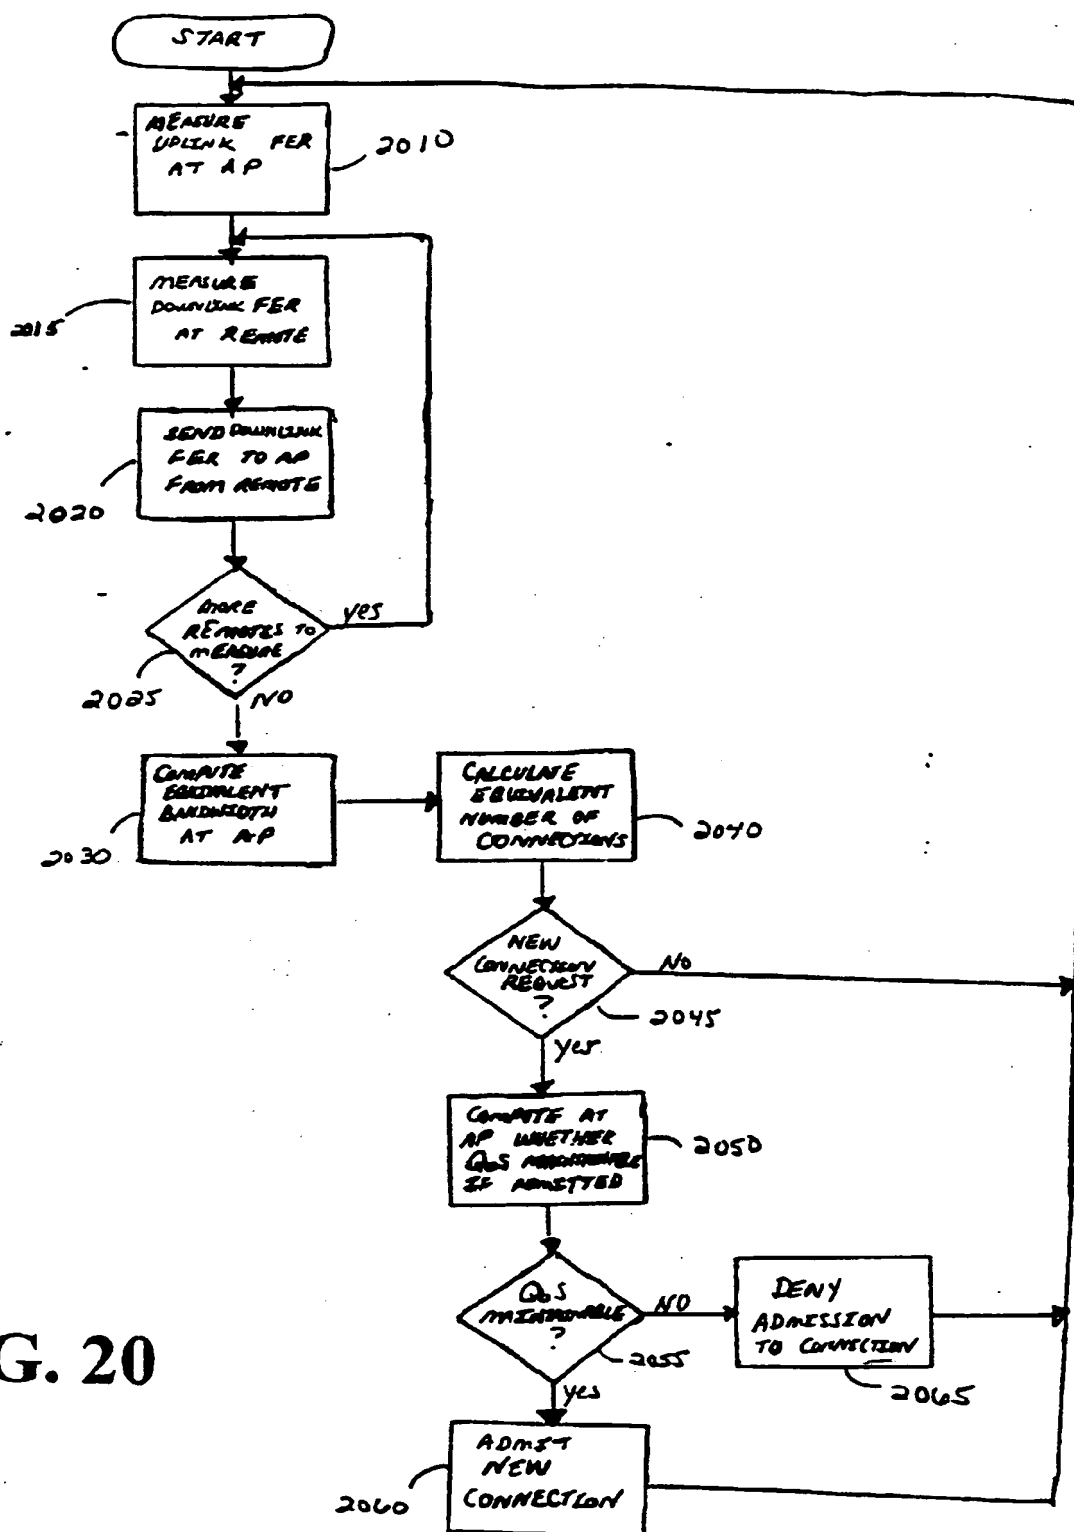 START
MEASURE
UPLINK FER
AT AP
2010
MEASURE
DOWNLINK FER
AT REMOTE
2015
SEND DOWNLINK
FER TO AP
FROM REMOTE
2020
MORE
REMOTES TO
MEASURE
?
yes
2025
NO
COMPUTE
EQUIVALENT
BANDWIDTH
AT AP
2030
CALCULATE
EQUIVALENT
NUMBER OF
CONNECTIONS
2040
NEW
CONNECTION
REQUEST
?
No
2045
yes
COMPUTE AT
AP WHETHER
QoS MAINTAINABLE
IF ADMITTED
2050
QoS
MAINTAINABLE
?
NO
2055
yes
DENY
ADMISSION
TO CONNECTION
2065
ADMIT
NEW
CONNECTION
2060
G. 20